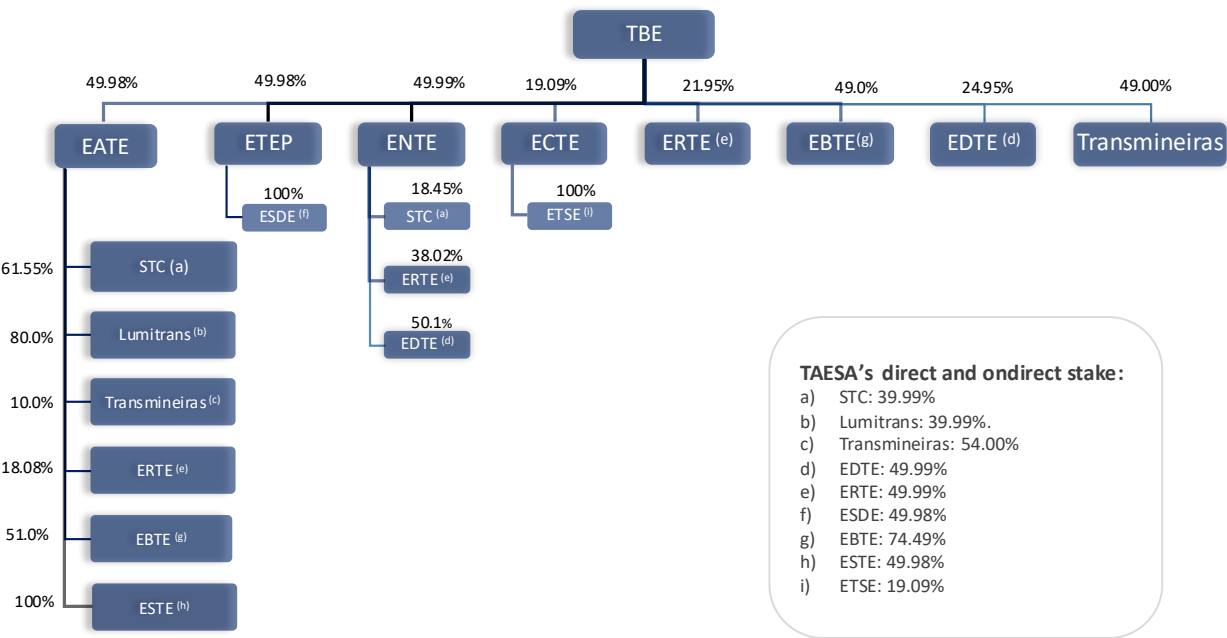 TBE
49.98%
49.98%
49.99%
19.09%
21.95%
49.0%
24.95%
49.00%
EATE
ETEP
ENTE
ECTE
ERTE (e)
EBTE(g)
EDTE (d)
Transmineiras
100%
ESDE (f)
18.45%
STC (a)
100%
ETSE (i)
38.02%
ERTE (e)
50.1%
EDTE (d)
61.55%
STC (a)
80.0%
Lumitrans (b)
10.0%
Transmineiras (c)
18.08%
ERTE (e)
51.0%
EBTE (g)
100%
ESTE (h)
TAESA's direct and ondirect stake:
a) STC: 39.99%
b) Lumitrans: 39.99%.
c) Transmineiras: 54.00%
d) EDTE: 49.99%
e) ERTE: 49.99%
f) ESDE: 49.98%
g) EBTE: 74.49%
h) ESTE: 49.98%
i) ETSE: 19.09%